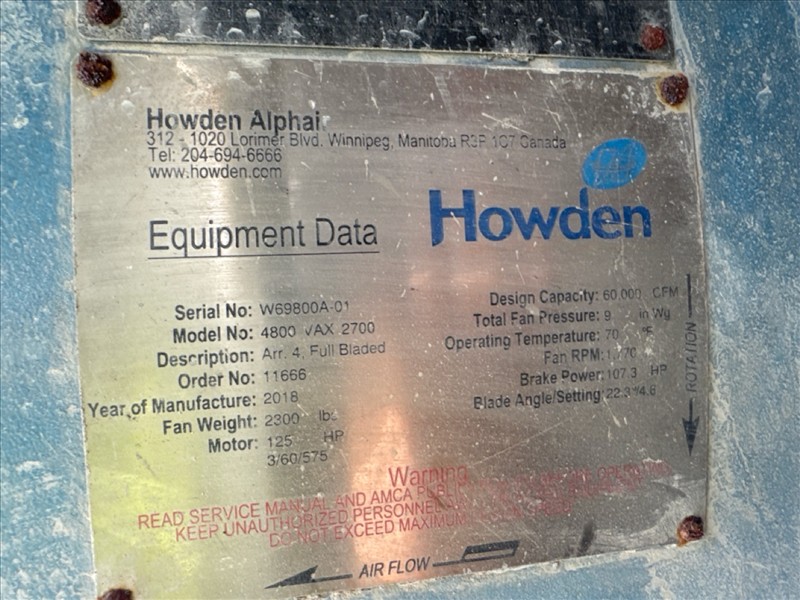 Howden Alphair
312 - 1020 Lorimer Blvd. Winnipeg, Manitoba Canada
Tel: 204-694-6666
www.howden.com
Howden
Equipment Data
Serial No: W69800A-01
Model No: 4800 VAX 2700
Description: Arr. 4, Full Bladed
Order No: 11666
Year of Manufacture: 2018
Fan Weight: 2300 lbs
Motor: 125 HP
3/60/575
Design Capacity: 60,000 CFM
Total Fan Pressure: 9 in Wg
Operating Temperature: 70 °F
Fan RPM:
Brake Power: 107.3 HP
Blade Angle/Setting:
ROTATION
Warning
READ SERVICE MANUAL AND AMCA
KEEP UNAUTHORIZED PERSONNEL
DO NOT EXCEED MAXIMUM
AIR FLOW